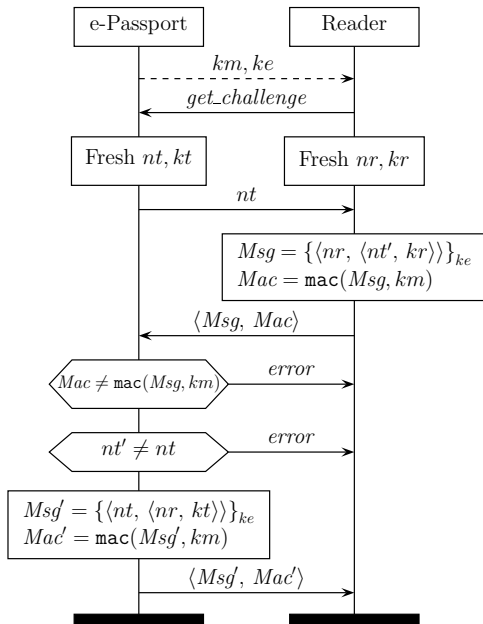 e-Passport Reader
km, ke
get_challenge
Fresh nt, kt Fresh nr, kr
nt
Msg = {⟨nr, ⟨nt′, kr⟩⟩}ke
Mac = mac(Msg, km)
⟨Msg, Mac⟩
Mac ≠ mac(Msg, km) error
nt′ ≠ nt error
Msg′ = {⟨nt, ⟨nr, kt⟩⟩}ke
Mac′ = mac(Msg′, km)
⟨Msg′, Mac′⟩